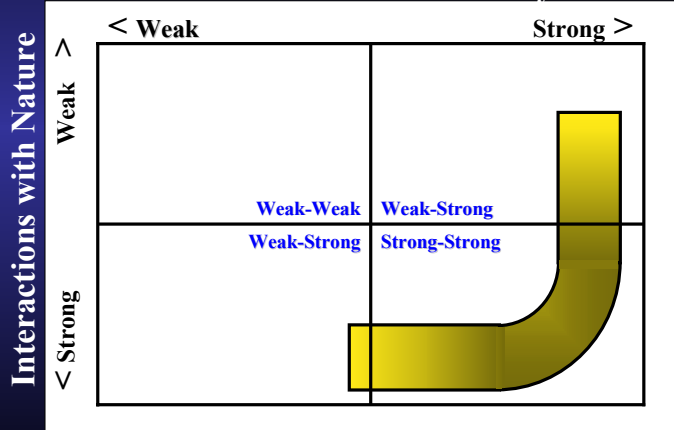 < Weak
Strong >
Interactions with Nature
Weak >
< Strong
Weak-Weak
Weak-Strong
Weak-Strong
Strong-Strong